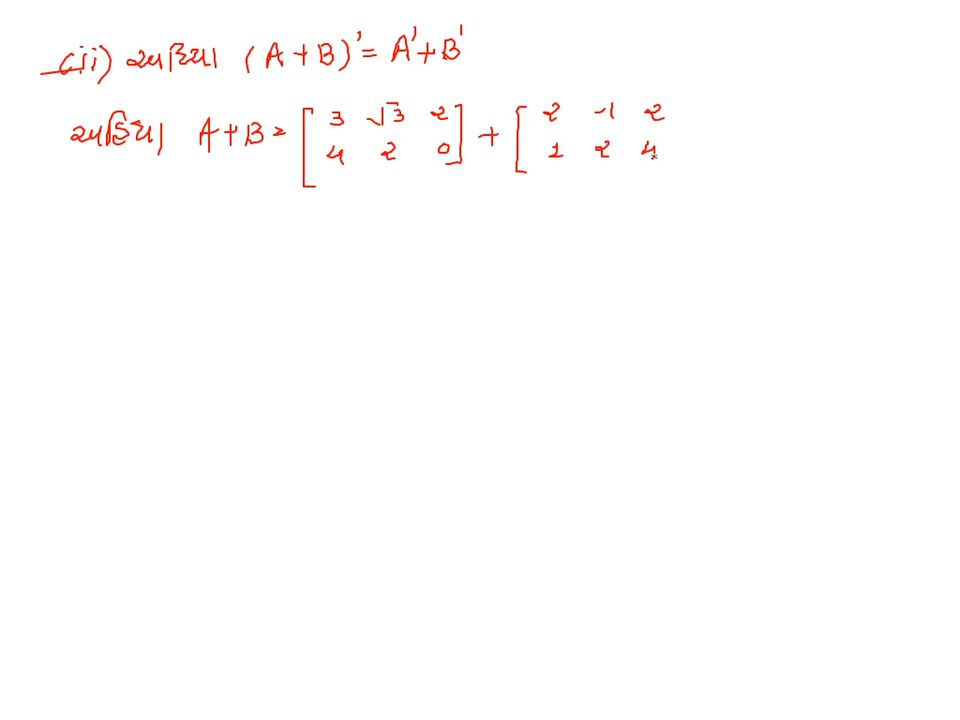 (ii) અહિયા (A+B)' = A'+B'
અહિયા A+B = [3 √3 2
4 2 0] + [2 -1 2
1 2 4